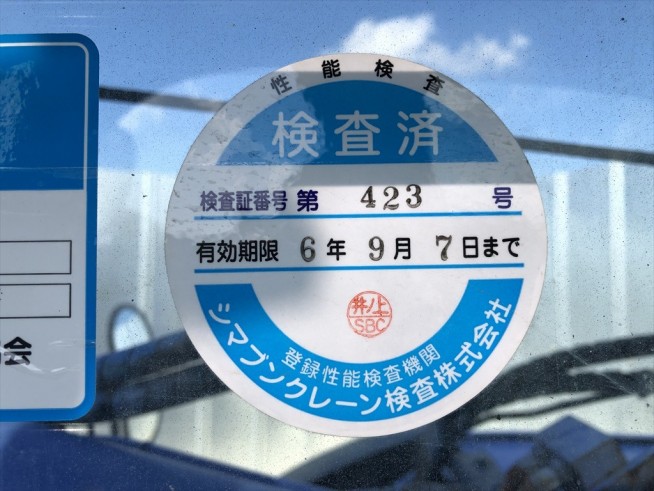 性能検査
検査済
検査証番号 第 423 号
有効期限 6年 9月 7日まで
井ノ上
SBC
登録性能検査機関
シマブンクレーン検査株式会社
会